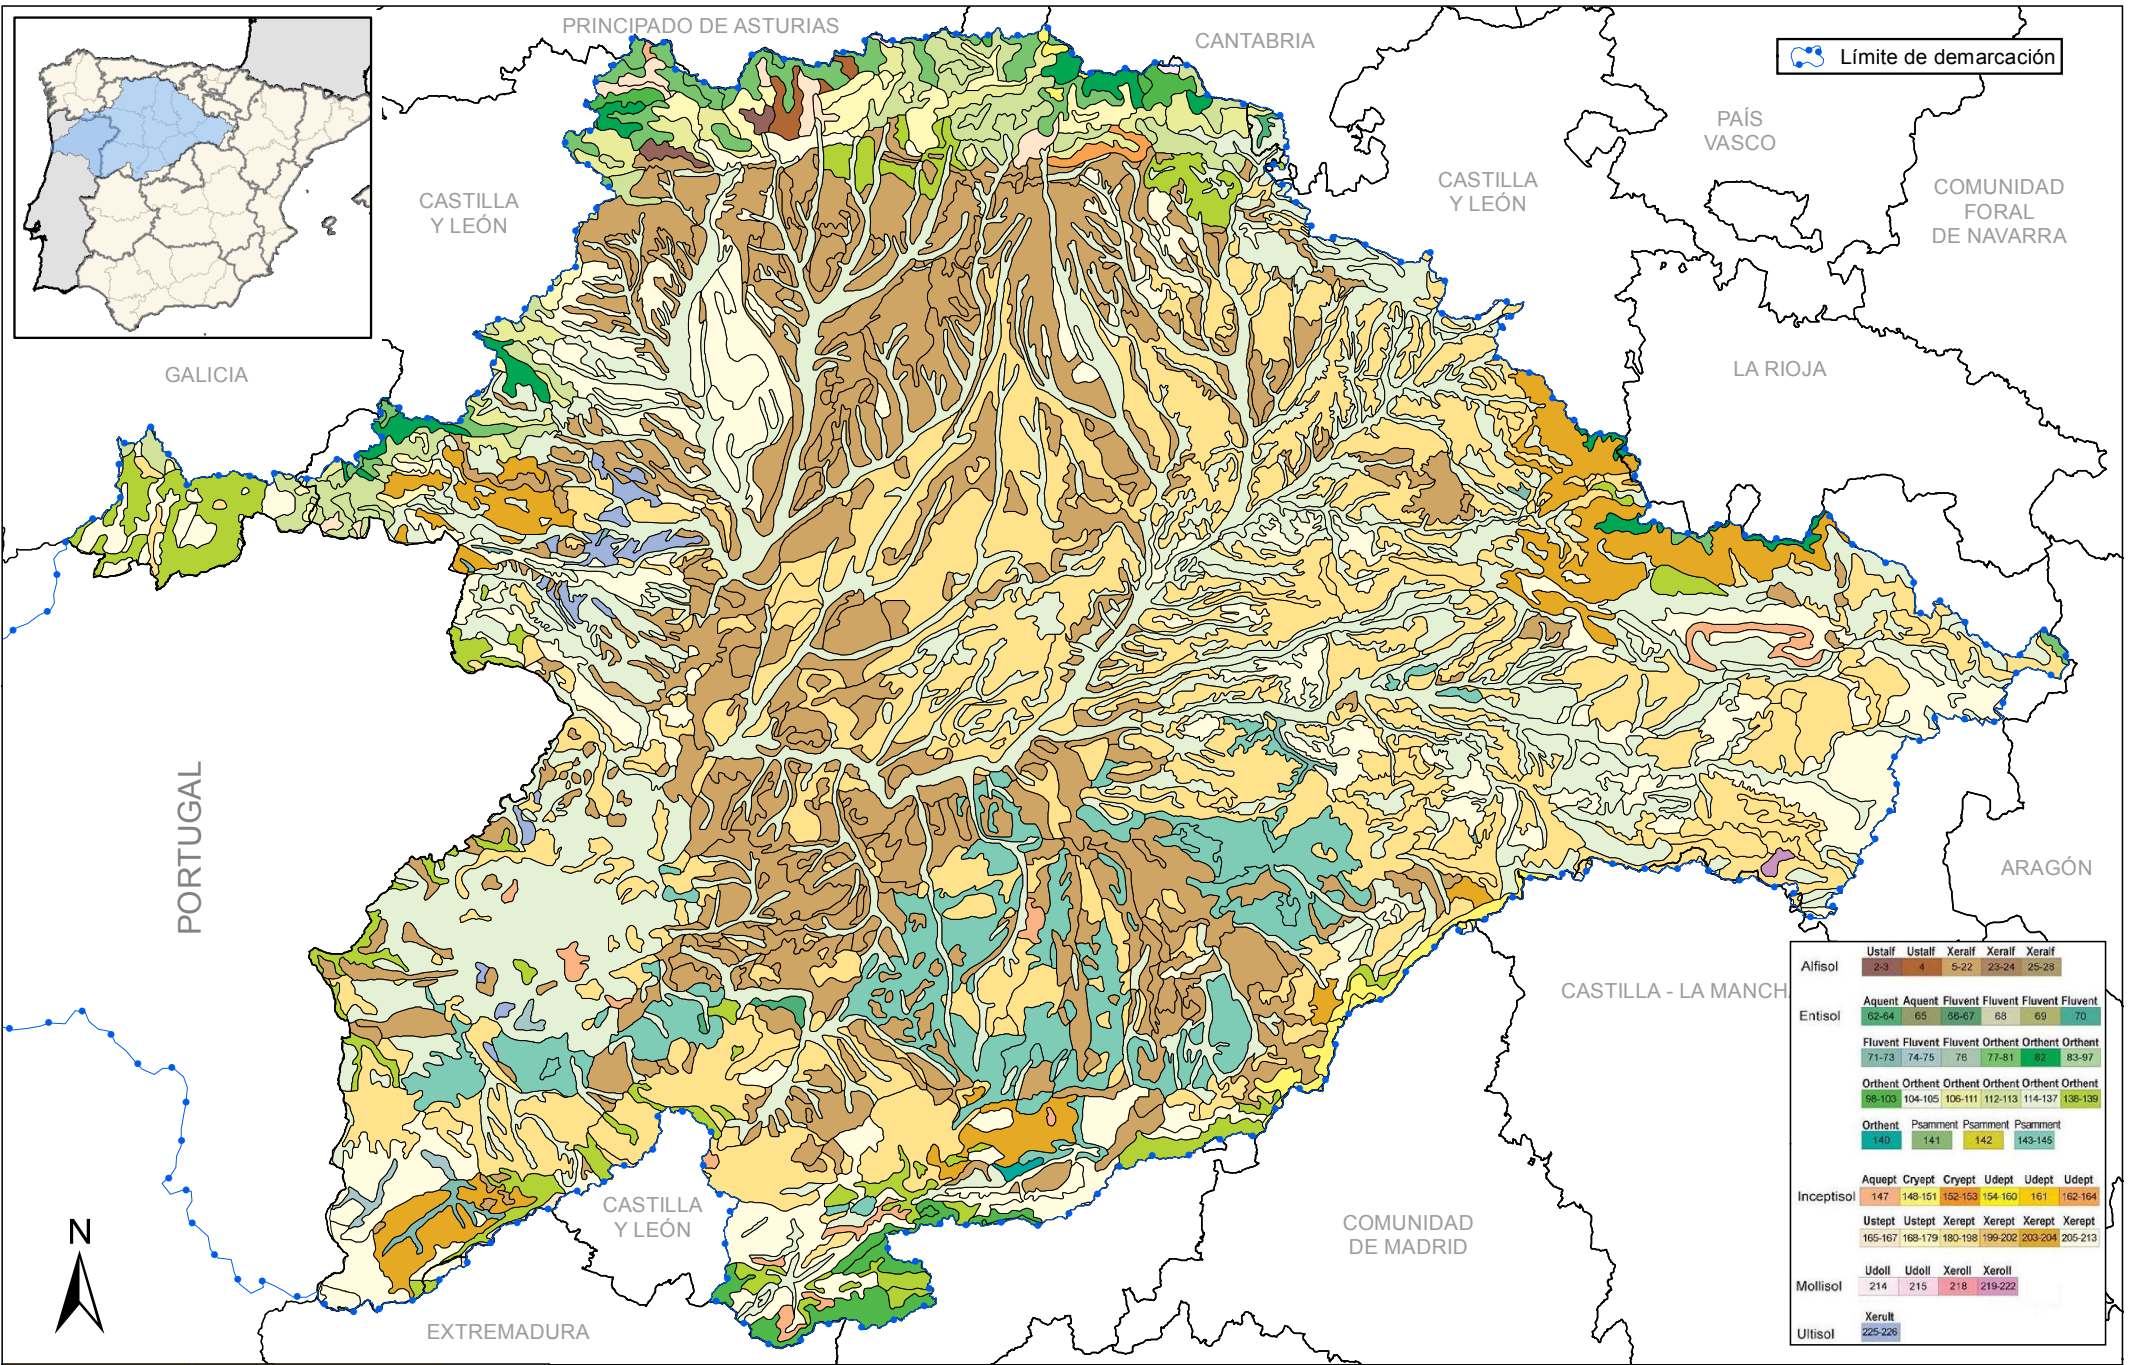 PRINCIPADO DE ASTURIAS
CANTABRIA
Límite de demarcación
PAÍS
VASCO
CASTILLA
Y LEÓN
COMUNIDAD
FORAL
DE NAVARRA
CASTILLA
Y LEÓN
GALICIA
LA RIOJA
PORTUGAL
ARAGÓN
CASTILLA - LA MANCHA
CASTILLA
Y LEÓN
COMUNIDAD
DE MADRID
EXTREMADURA
N
Ustalf Ustalf Xeralf Xeralf Xeralf
Alfisol 2-3 4 5-22 23-24 25-28
Aquent Aquent Fluvent Fluvent Fluvent Fluvent
Entisol 62-64 65 66-67 68 69 70
Fluvent Fluvent Fluvent Orthent Orthent Orthent
71-73 74-75 76 77-81 82 83-97
Orthent Orthent Orthent Orthent Orthent Orthent
98-103 104-105 106-111 112-113 114-137 138-139
Orthent Psamment Psamment Psamment
140 141 142 143-145
Aquept Cryept Cryept Udept Udept Udept
Inceptisol 147 148-151 152-153 154-160 161 162-164
Ustept Ustept Xerept Xerept Xerept Xerept
165-167 168-179 180-198 199-202 203-204 205-213
Udoll Udoll Xeroll Xeroll
Mollisol 214 215 218 219-222
Xerult
Ultisol 225-226